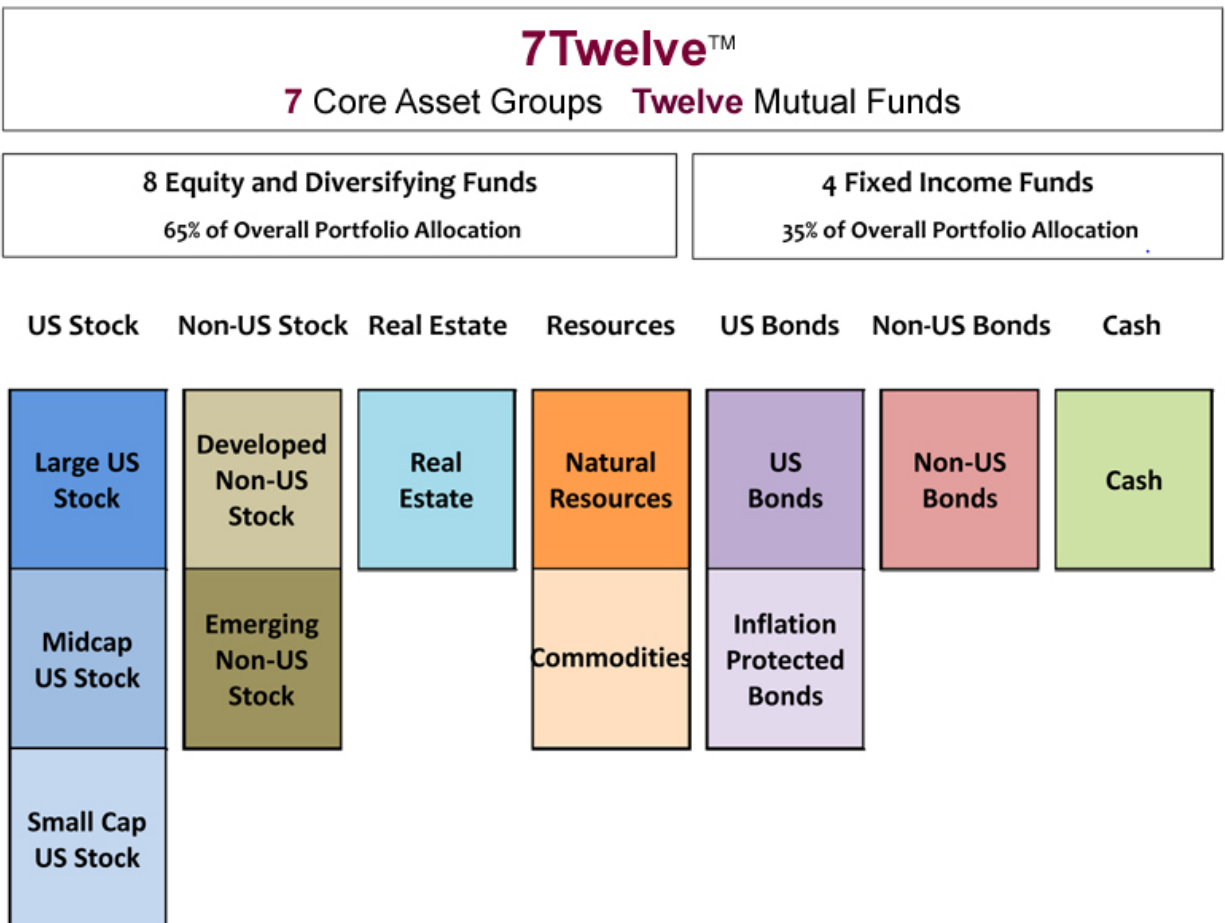 7Twelve™
7 Core Asset Groups Twelve Mutual Funds
8 Equity and Diversifying Funds
65% of Overall Portfolio Allocation
4 Fixed Income Funds
35% of Overall Portfolio Allocation
US Stock
Non-US Stock
Real Estate
Resources
US Bonds
Non-US Bonds
Cash
Large US
Stock
Developed
Non-US
Stock
Real
Estate
Natural
Resources
US
Bonds
Non-US
Bonds
Cash
Midcap
US Stock
Emerging
Non-US
Stock
Commodities
Inflation
Protected
Bonds
Small Cap
US Stock